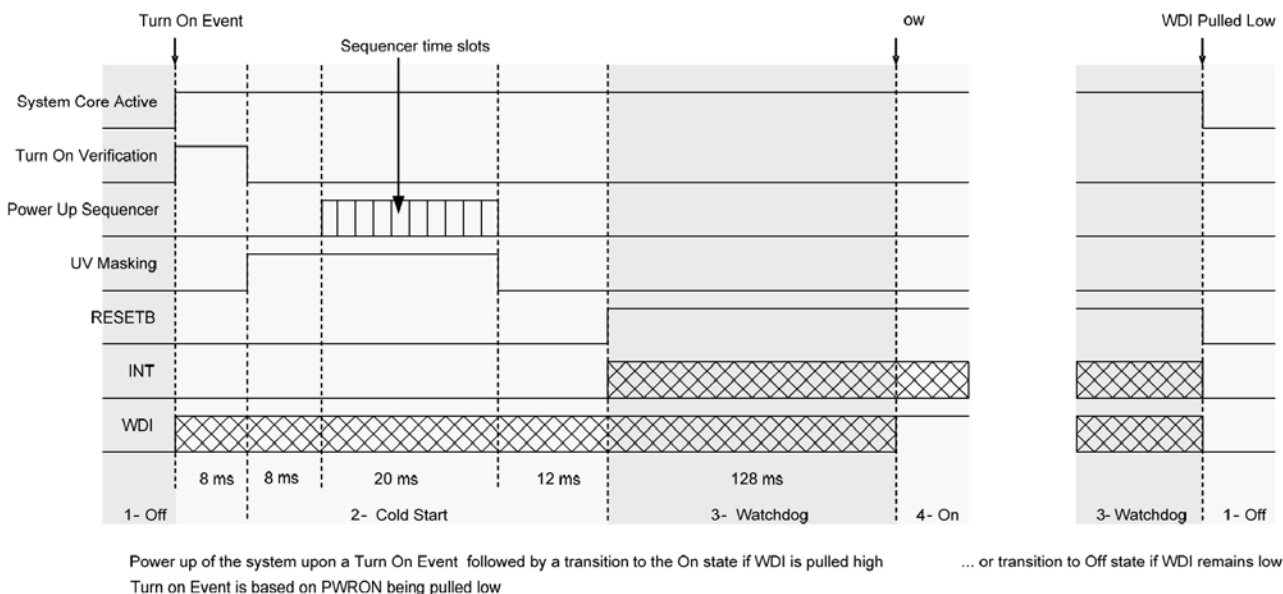 Turn On Event
ow
WDI Pulled Low
Sequencer time slots
System Core Active
Turn On Verification
Power Up Sequencer
UV Masking
RESETB
INT
WDI
8 ms 8 ms 20 ms 12 ms 128 ms
1- Off 2- Cold Start 3- Watchdog 4- On 3- Watchdog 1- Off
Power up of the system upon a Turn On Event followed by a transition to the On state if WDI is pulled high ... or transition to Off state if WDI remains low
Turn on Event is based on PWRON being pulled low